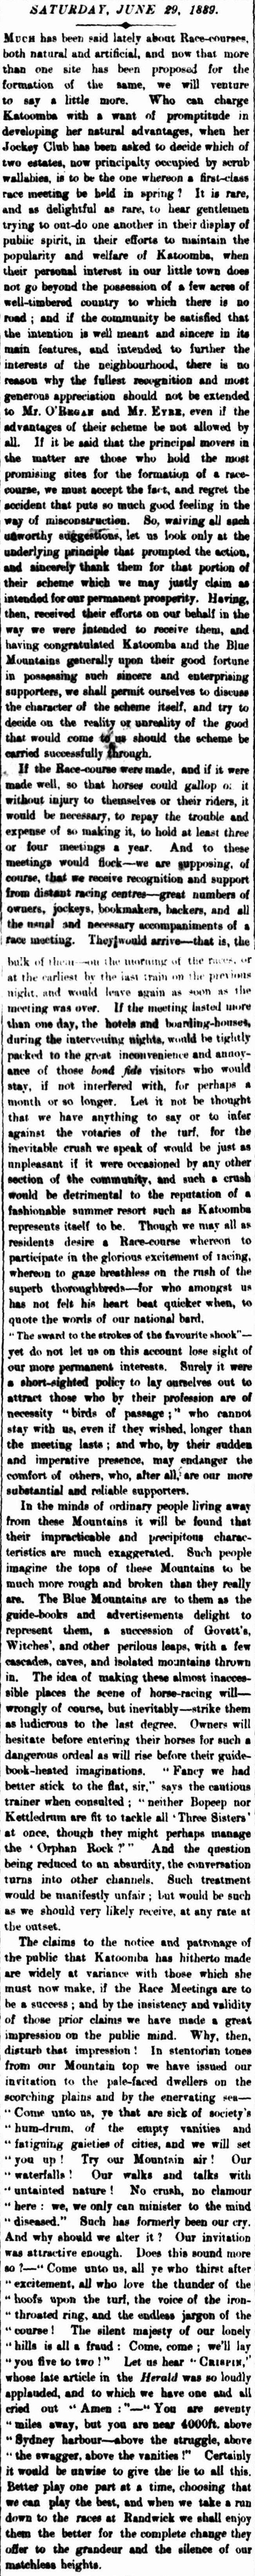 SATURDAY, JUNE 29, 1889.
MUCH has been said lately about Race-courses,
both natural and artificial, and now that more
than one site has been proposed for the
formation of the same, we will venture
to say a little more. Who can charge
Katoomba with a want of promptitude in
developing her natural advantages, when her
Jockey Club has been asked to decide which of
two estates, now principalty occupied by scrub
wallabies, is to be the one whereon a first-class
race meeting be held in spring? It is rare,
and as delightful as rare, to hear gentlemen
trying to out-do one another in their display of
public spirit, in their efforts to maintain the
popularity and welfare of Katoomba, when
their personal interest in our little town does
not go beyond the possession of a few acres of
well-timbered country to which there is no
road; and if the community be satisfied that
the intention is well meant and sincere in its
main features, and intended to further the
interests of the neighbourhood, there is no
reason why the fullest recognition and most
generous appreciation should not be extended
to Mr. O'REGAN and Mr. EYRE, even if the
advantages of their scheme be not allowed by
all. If it be said that the principal movers in
the matter are those who hold the most
promising sites for the formation of a race-
course, we must accept the fact, and regret the
accident that puts so much good feeling in the
way of misconstruction. So, waiving all such
unworthy suggestions, let us look only at the
underlying principle that prompted the action,
and sincerely thank them for that portion of
their scheme which we may justly claim as
intended for our permanent prosperity. Having,
then, received their efforts on our behalf in the
way we were intended to receive them, and
having congratulated Katoomba and the Blue
Mountains generally upon their good fortune
in possessing such sincere and enterprising
supporters, we shall permit ourselves to discuss
the character of the scheme itself, and try to
decide on the reality or unreality of the good
that would come to us should the scheme be
carried successfully through.
If the Race-course were made, and if it were
made well, so that horses could gallop o: it
without injury to themselves or their riders, it
would be necessary, to repay the trouble and
expense of so making it, to hold at least three
or four meetings a year. And to these
meetings would flock—we are supposing, of
course, that we receive recognition and support
from distant racing centres—great numbers of
owners, jockeys, bookmakers, backers, and all
the usual and necessary accompaniments of a
race meeting. They would arrive—that is, the
bulk of them—on the morning of the races, or
at the earliest by the last train on the previous
night, and would leave again as soon as the
meeting was over. If the meeting lasted more
than one day, the hotels and boarding-houses,
during the intervening nights, would be tightly
packed to the great inconvenience and annoy-
ance of those bond fide visitors who would
stay, if not interfered with, for perhaps a
month or so longer. Let it not be thought
that we have anything to say or to infer
against the votaries of the turf, for the
inevitable crush we speak of would be just as
unpleasant if it were occasioned by any other
section of the community, and such a crush
would be detrimental to the reputation of a
fashionable summer resort such as Katoomba
represents itself to be. Though we may all as
residents desire a Race-course whereon to
participate in the glorious excitement of racing,
whereon to gaze breathless on the rush of the
superb thoroughbreds—for who amongst us
has not fels his heart beat quicker when, to
quote the words of our national bard,
"The sward to the strokes of the favourite shook"—
yet do not let us on this account lose sight of
our more permanent interests. Surely it were
a short-sighted policy to lay ourselves out to
attract those who by their profession are of
necessity "birds of passage;" who cannot
stay with us, even if they wished, longer than
the meeting lasts; and who, by their sudden
and imperative presence, may endanger the
comfort of others, who, after all, are our more
substantial and reliable supporters.
In the minds of ordinary people living away
from these Mountains it will be found that
their impracticable and precipitous charac-
teristics are much exaggerated. Such people
imagine the tops of these Mountains to be
much more rough and broken than they really
are. The Blue Mountains are to them as the
guide-books and advertisements delight to
represent them, a succession of Govett's,
Witches', and other perilous leaps, with a few
cascades, caves, and isolated mountains thrown
in. The idea of making these almost inacces-
sible places the scene of horse-racing will—
wrongly of course, but inevitably—strike them
as ludicrous to the last degree. Owners will
hesitate before entering their horses for such a
dangerous ordeal as will rise before their guide-
book-heated imaginations. "Fancy we had
better stick to the flat, sir," says the cautious
trainer when consulted; "neither Bopeep nor
Kettledrum are fit to tackle all 'Three Sisters'
at once, though they might perhaps manage
the 'Orphan Rock?'" And the question
being reduced to an absurdity, the conversation
turns into other channels. Such treatment
would be manifestly unfair; but would be such
as we should very likely receive, at any rate at
the outset.
The claims to the notice and patronage of
the public that Katoomba has hitherto made
are widely at variance with those which she
must now make, if the Race Meetings are to
be a success; and by the insistency and validity
of those prior claims we have made a great
impression on the public mind. Why, then,
disturb that impression! In stentorian tones
from our Mountain top we have issued our
invitation to the pale-faced dwellers on the
scorching plains and by the enervating sea—
"Come unto us, ye that are sick of society's
"hum-drum, of the empty vanities and
"fatiguing gaieties of cities, and we will set
"you up! Try our Mountain air! Our
"waterfalls! Our walks and talks with
"untainted nature! No crush, no clamour
"here: we, we only can minister to the mind
"diseased." Such has formerly been our cry.
And why should we alter it? Our invitation
was attractive enough. Does this sound more
so?—"Come unto us, all ye who thirst after
"excitement, all who love the thunder of the
"hoofs upon the turf, the voice of the iron-
"throated ring, and the endless jargon of the
"course! The silent majesty of our lonely
"hills is all a fraud: Come, come; we'll lay
"you five to two!" Let us hear "CRISPIN,"
whose late article in the Herald was so loudly
applauded, and to which we have one and all
cried out "Amen:"—"You are seventy
"miles away, but you are near 4000ft. above
"Sydney harbour—above the struggle, above
"the swagger, above the vanities!" Certainly
it would be unwise to give the lie to all this.
Better play one part at a time, choosing that
we can play the best, and when we take a run
down to the races at Randwick we shall enjoy
them the better for the complete change they
offer to the grandeur and the silence of our
matchless heights.